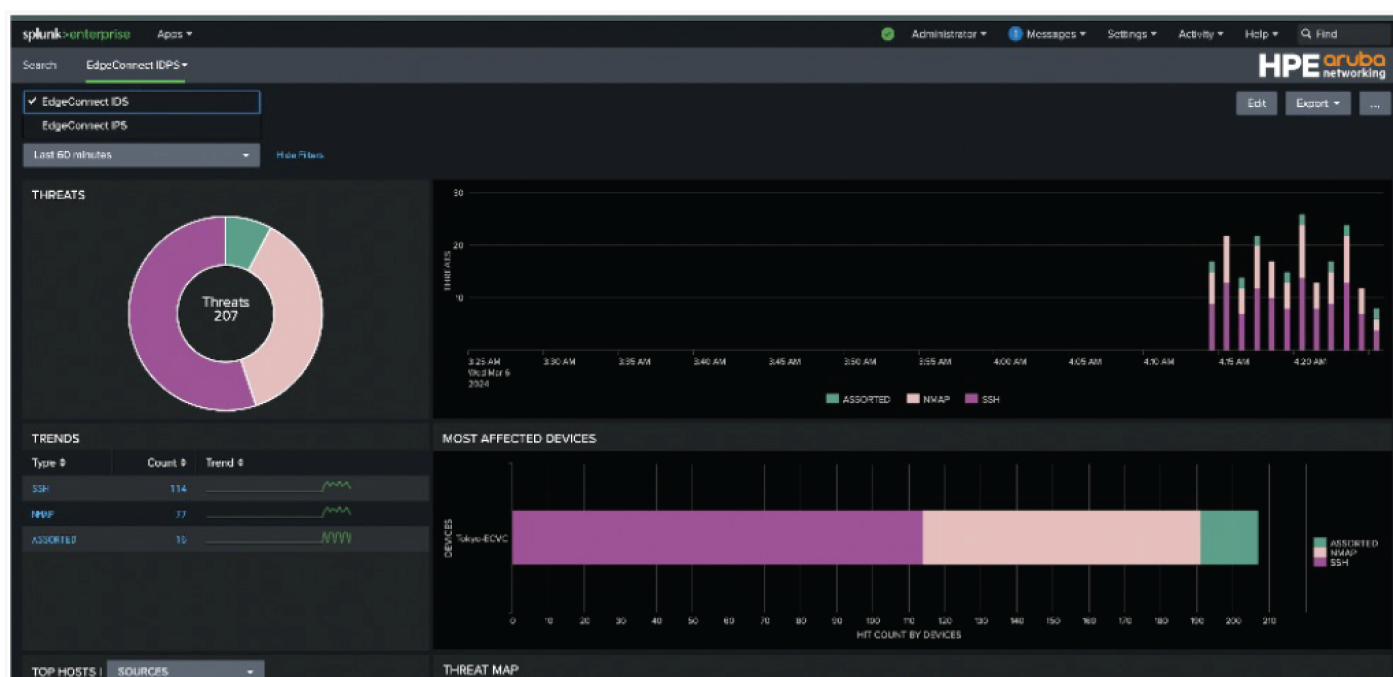 splunk>enterprise Apps Administrator 1 Messages Settings Activity Help Find
Search EdgeConnect IDPS HPE aruba networking
EdgeConnect IDS Edit Export ...
EdgeConnect IPS
Last 60 minutes Hide Filters
THREATS
Threats
207
30
20
10
THREATS
3:25 AM 3:30 AM 3:35 AM 3:40 AM 3:45 AM 3:50 AM 3:55 AM 4:00 AM 4:05 AM 4:10 AM 4:15 AM 4:20 AM
Wed Mar 6
2024
ASSORTED NMAP SSH
TRENDS
Type Count Trend
SSH 114
NMAP 77
ASSORTED 16
MOST AFFECTED DEVICES
DEVICES
Tokyo-ECVC
ASSORTED
NMAP
SSH
0 10 20 30 40 50 60 70 80 90 100 110 120 130 140 150 160 170 180 190 200 210
HIT COUNT BY DEVICES
TOP HOSTS | SOURCES
THREAT MAP